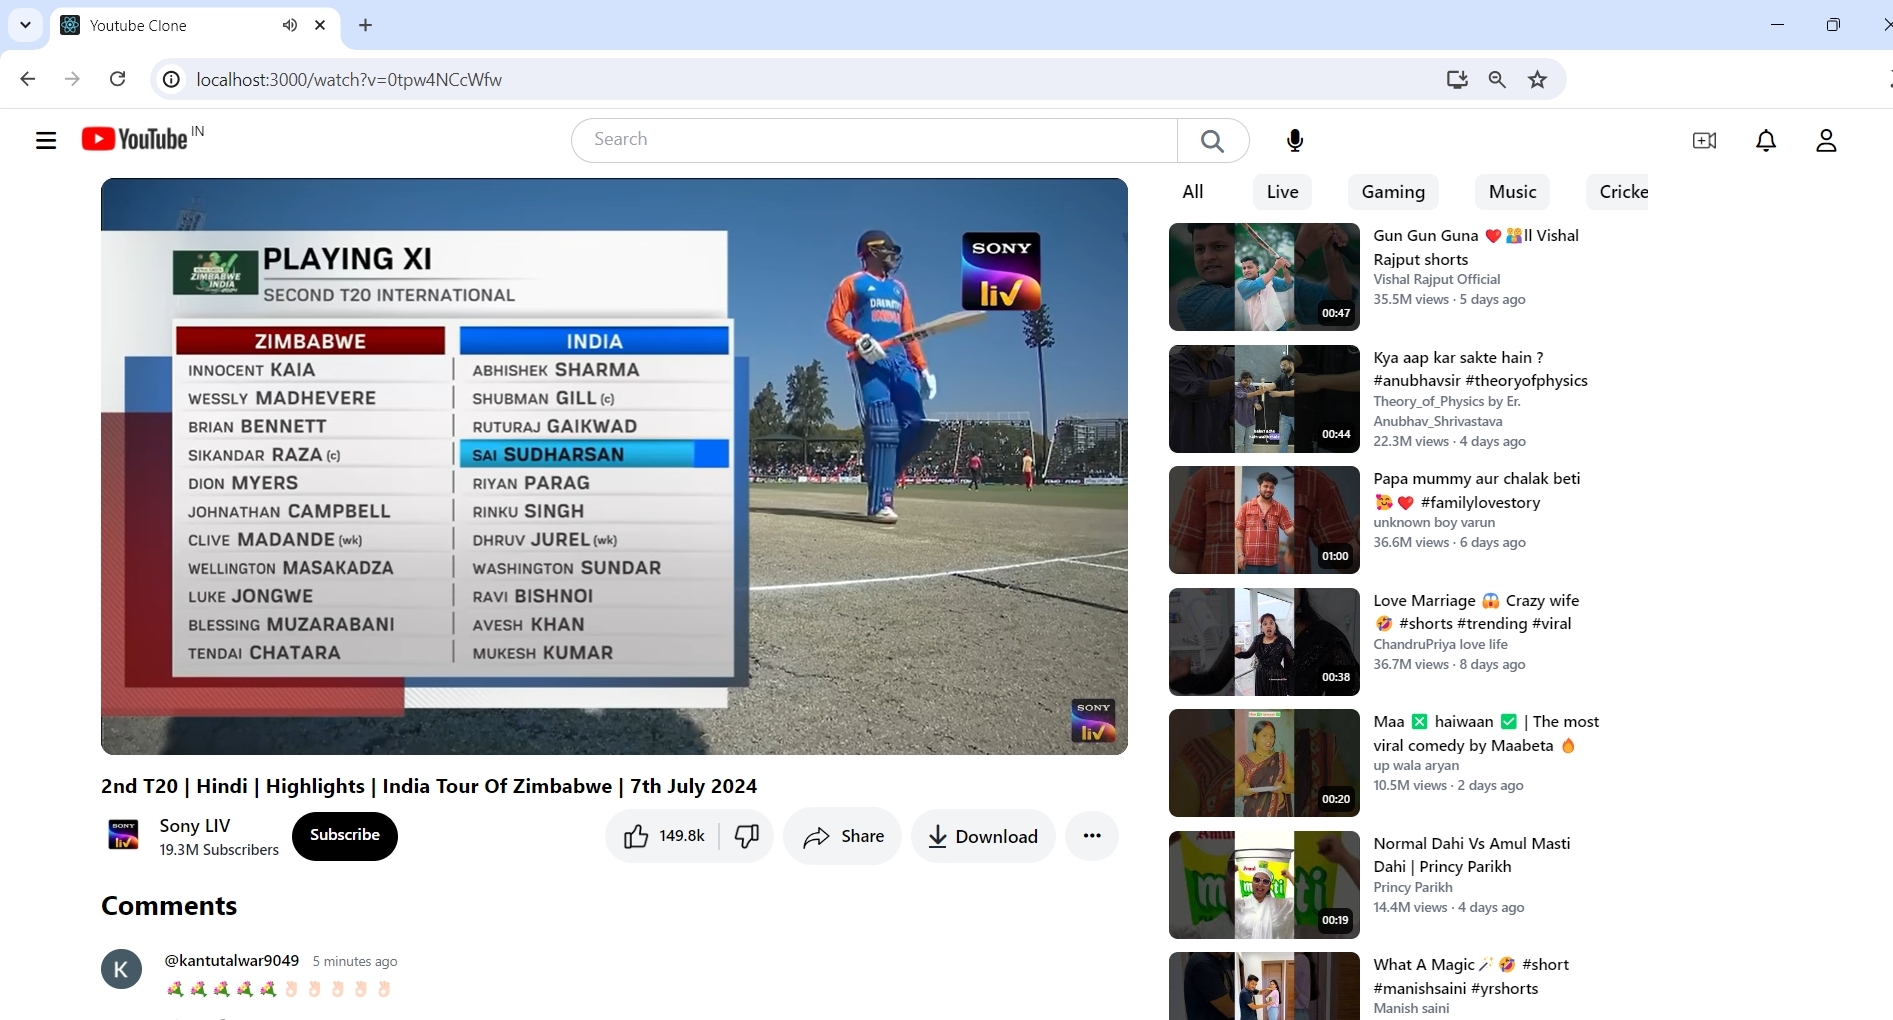 Youtube Clone
localhost:3000/watch?v=0tpw4NCcWfw
YouTube IN
Search
All Live Gaming Music Cricke
ZIMBABWE
INDIA
PLAYING XI
SECOND T20 INTERNATIONAL
ZIMBABWE INDIA
INNOCENT KAIA ABHISHEK SHARMA
WESSLY MADHEVERE SHUBMAN GILL (c)
BRIAN BENNETT RUTURAJ GAIKWAD
SIKANDAR RAZA (c) SAI SUDHARSAN
DION MYERS RIYAN PARAG
JOHNATHAN CAMPBELL RINKU SINGH
CLIVE MADANDE (wk) DHRUV JUREL (wk)
WELLINGTON MASAKADZA WASHINGTON SUNDAR
LUKE JONGWE RAVI BISHNOI
BLESSING MUZARABANI AVESH KHAN
TENDAI CHATARA MUKESH KUMAR
INDIA
SONY
liv
SONY
liv
2nd T20 | Hindi | Highlights | India Tour Of Zimbabwe | 7th July 2024
SONY
liv
Sony LIV
19.3M Subscribers
Subscribe
149.8k
Share
Download
Comments
K
@kantutalwar9049 5 minutes ago
💐💐💐💐💐👌🏻👌🏻👌🏻👌🏻👌🏻
00:47
Gun Gun Guna ❤️👫ll Vishal
Rajput shorts
Vishal Rajput Official
35.5M views · 5 days ago
00:44
Kya aap kar sakte hain ?
#anubhavsir #theoryofphysics
Theory_of_Physics by Er.
Anubhav_Shrivastava
22.3M views · 4 days ago
01:00
Papa mummy aur chalak beti
🥰❤️ #familylovestory
unknown boy varun
36.6M views · 6 days ago
00:38
Love Marriage 😱 Crazy wife
🤣 #shorts #trending #viral
ChandruPriya love life
36.7M views · 8 days ago
00:20
Maa ❎ haiwaan ✅ | The most
viral comedy by Maabeta 🔥
up wala aryan
10.5M views · 2 days ago
00:19
Normal Dahi Vs Amul Masti
Dahi | Princy Parikh
Princy Parikh
14.4M views · 4 days ago
What A Magic🪄🤣 #short
#manishsaini #yrshorts
Manish saini